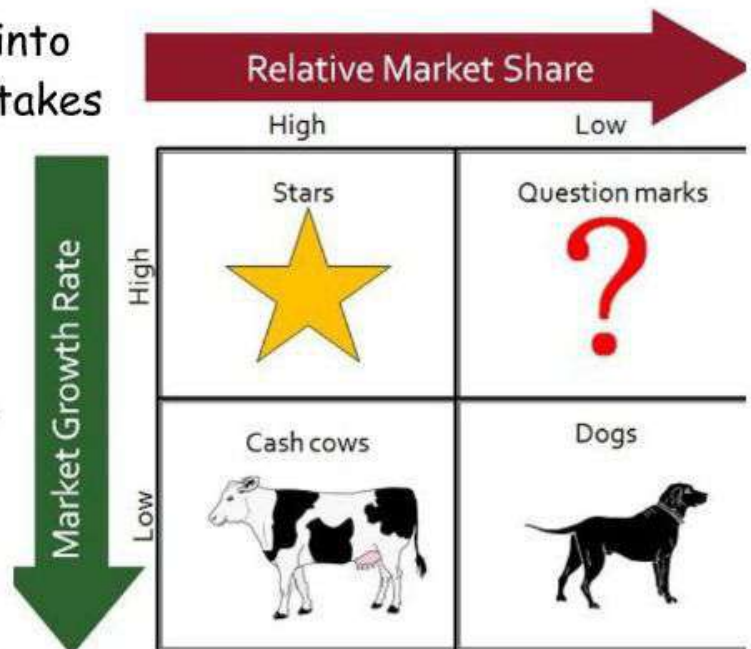 into
takes
Relative Market Share
High Low
Stars Question marks
?
High
Market Growth Rate
Cash cows Dogs
Low